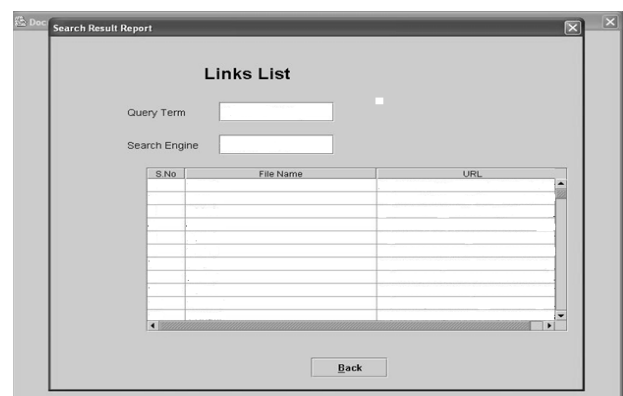 Doc
Search Result Report
Links List
Query Term
Search Engine
S.No File Name URL
Back